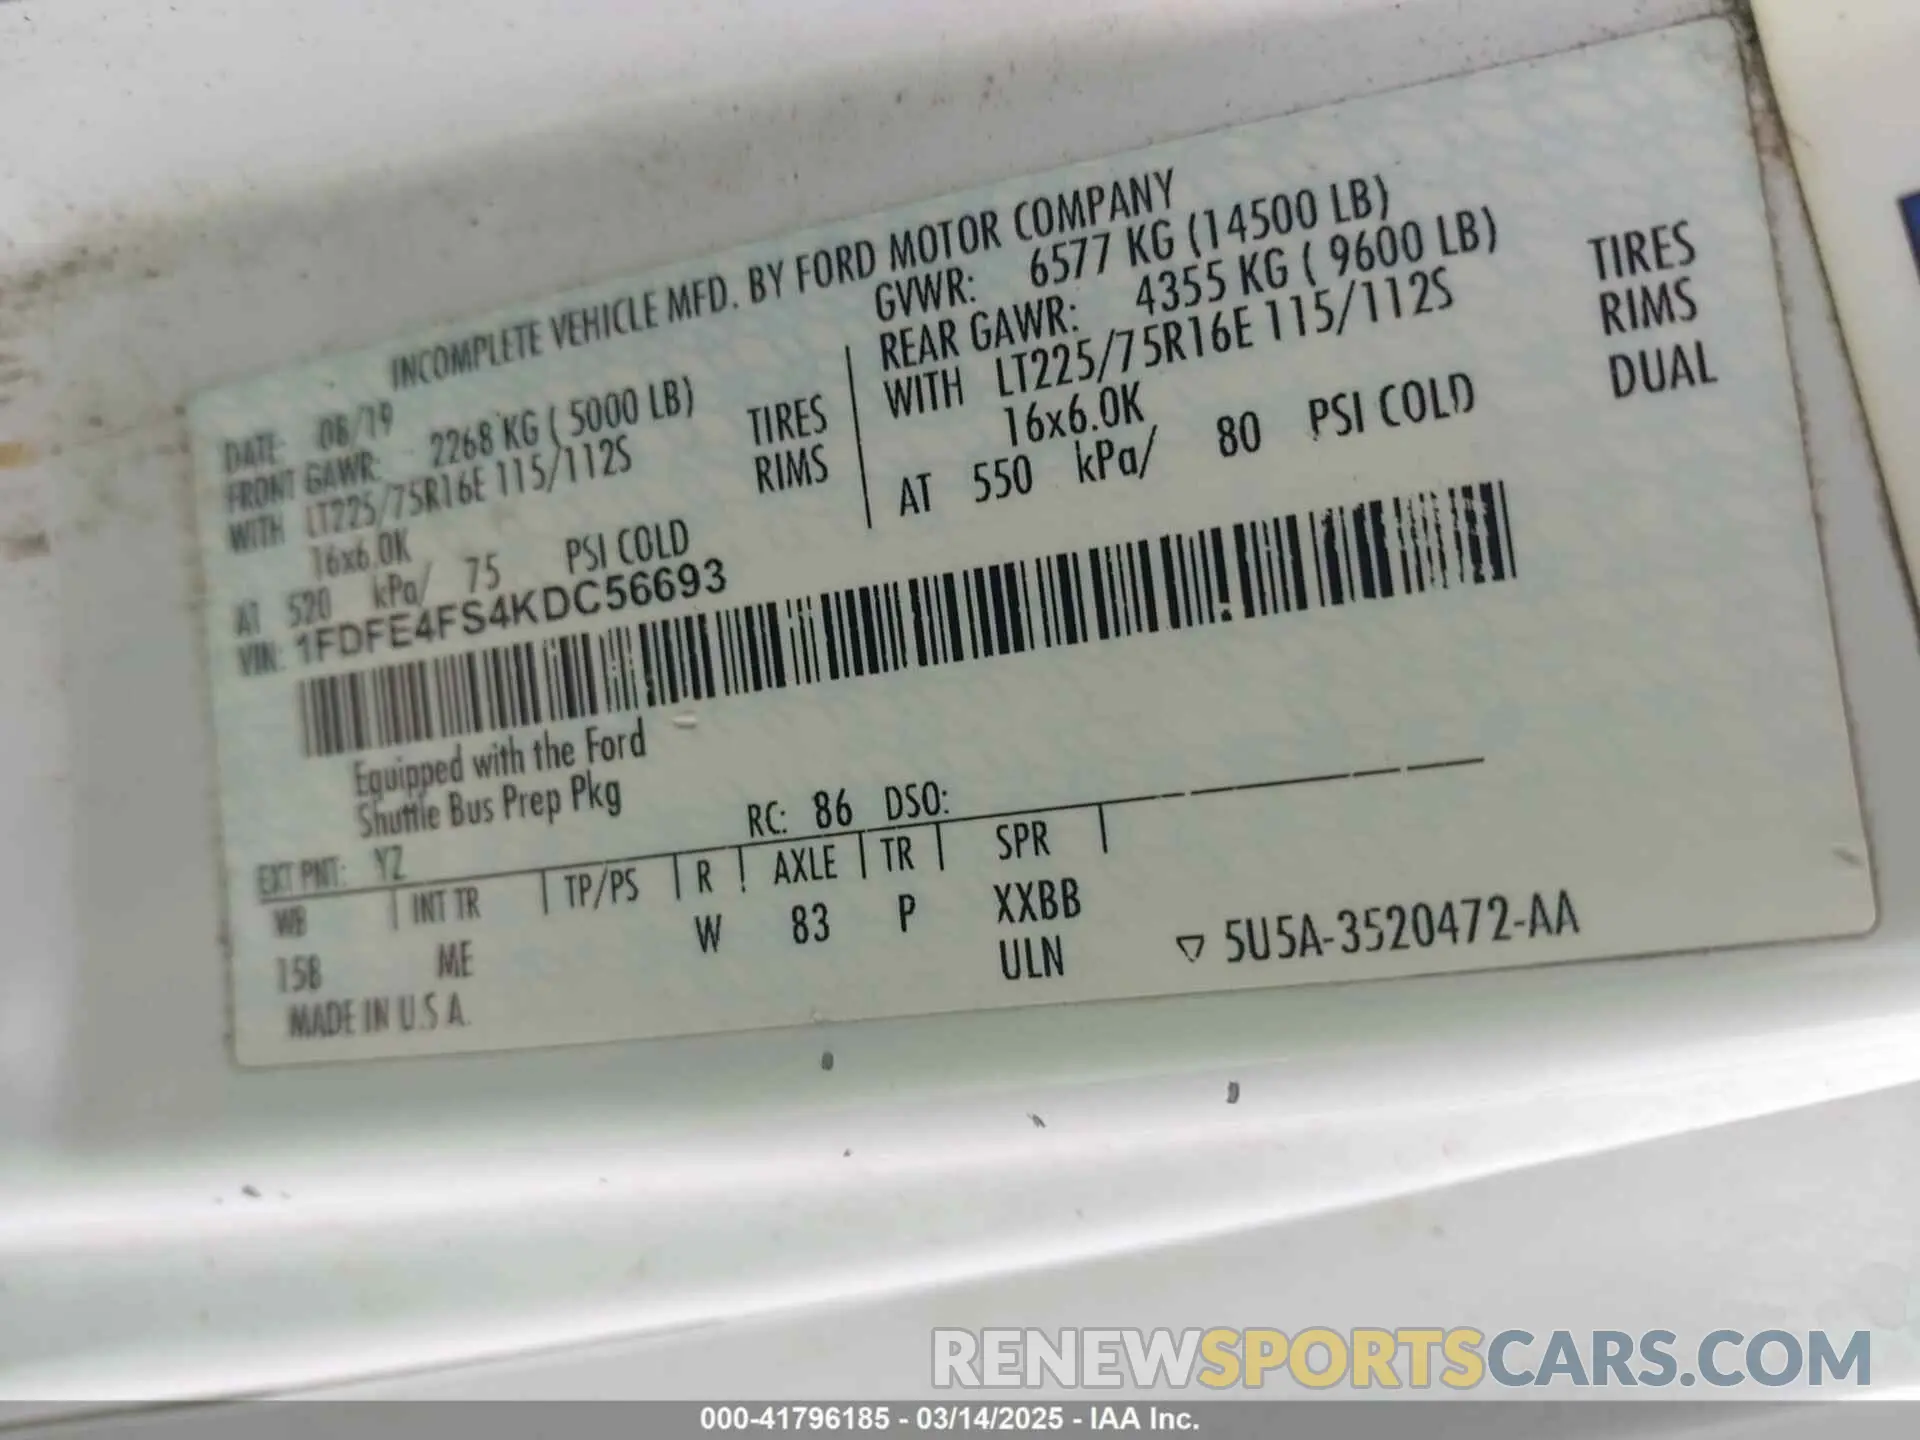 INCOMPLETE VEHICLE MFD. BY FORD MOTOR COMPANY
DATE: 08/19
GVWR: 6577 KG (14500 LB)
FRONT GAWR: 2268 KG ( 5000 LB)
REAR GAWR: 4355 KG ( 9600 LB)
WITH LT225/75R16E 115/112S TIRES
WITH LT225/75R16E 115/112S TIRES
16x6.0K RIMS
16x6.0K RIMS
AT 520 kPa/ 75 PSI COLD
AT 550 kPa/ 80 PSI COLD DUAL
VIN: 1FDFE4FS4KDC56693
Equipped with the Ford
Shuttle Bus Prep Pkg
EXT PNT: YZ RC: 86 DSO:
WB INT TR TP/PS R AXLE TR SPR
158 ME W 83 P XXBB
ULN
MADE IN U.S.A.
5U5A-3520472-AA
RENEWSPORTSCARS.COM
000-41796185 - 03/14/2025 - IAA Inc.